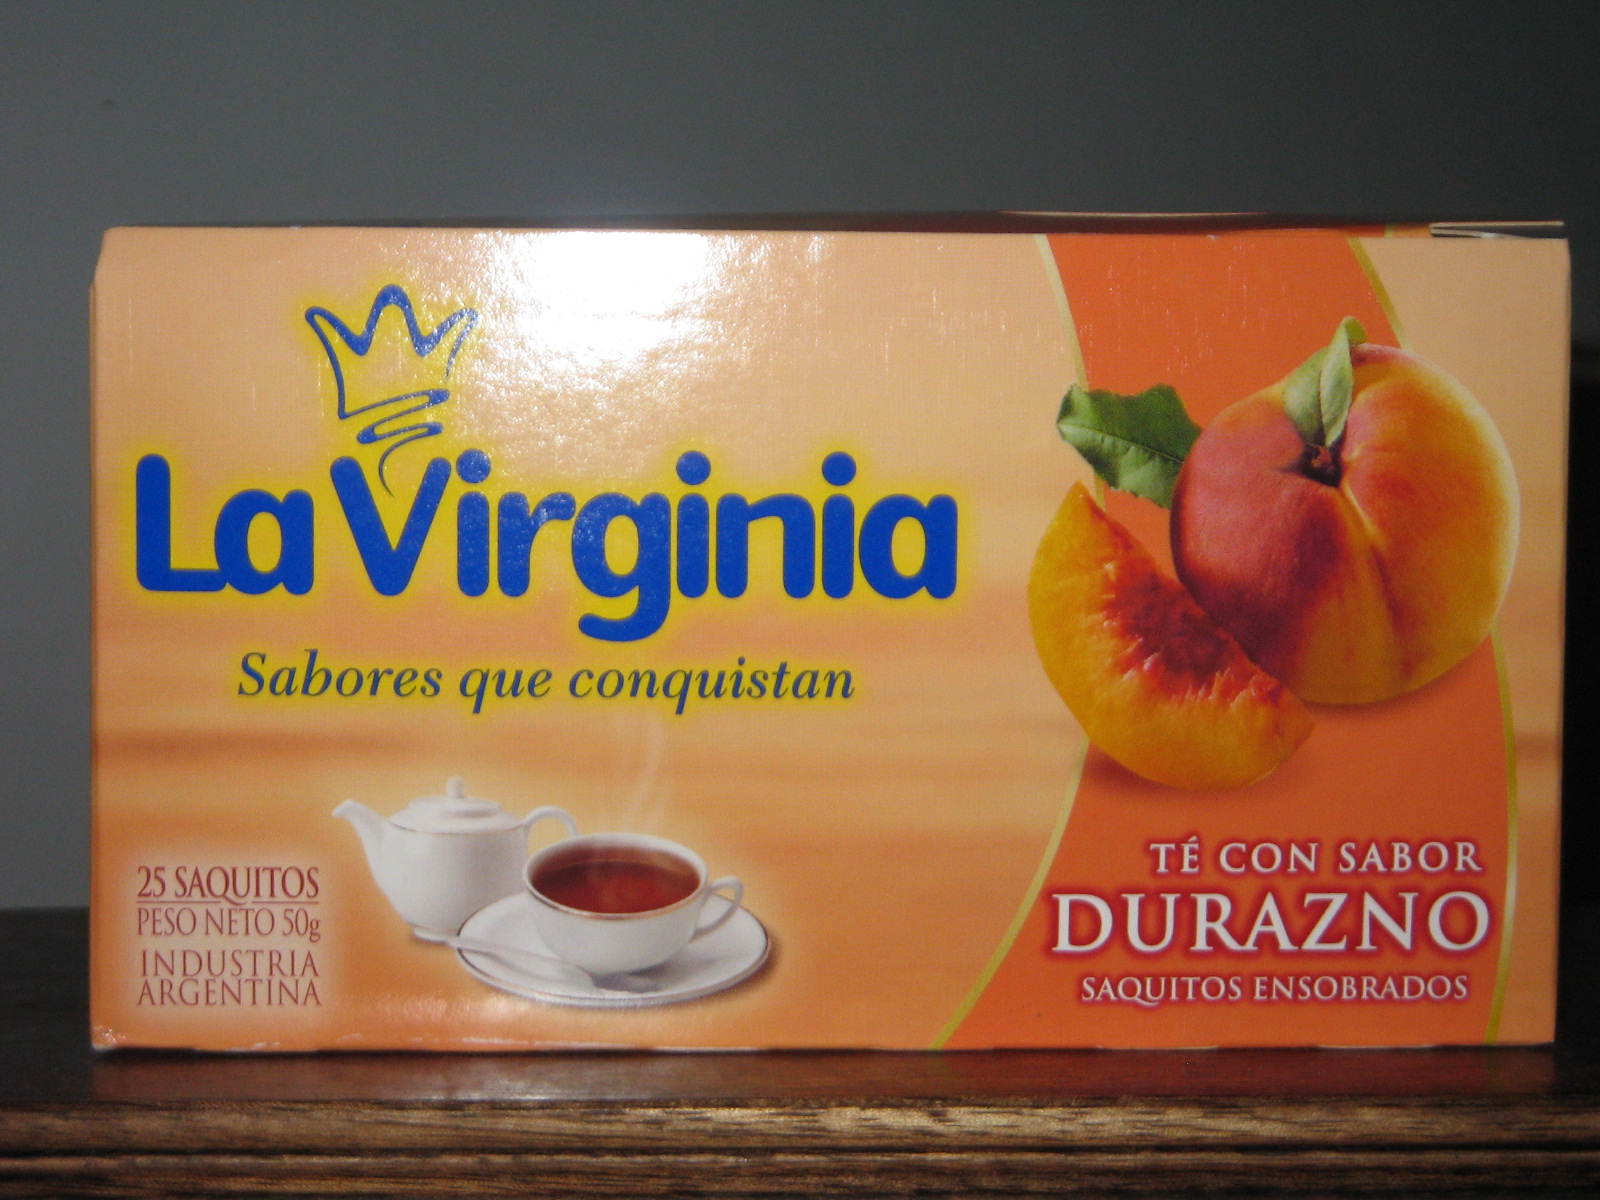 La Virginia
Sabores que conquistan
25 SAQUITOS
PESO NETO 50g
INDUSTRIA
ARGENTINA
TÉ CON SABOR
DURAZNO
SAQUITOS ENSOBRADOS